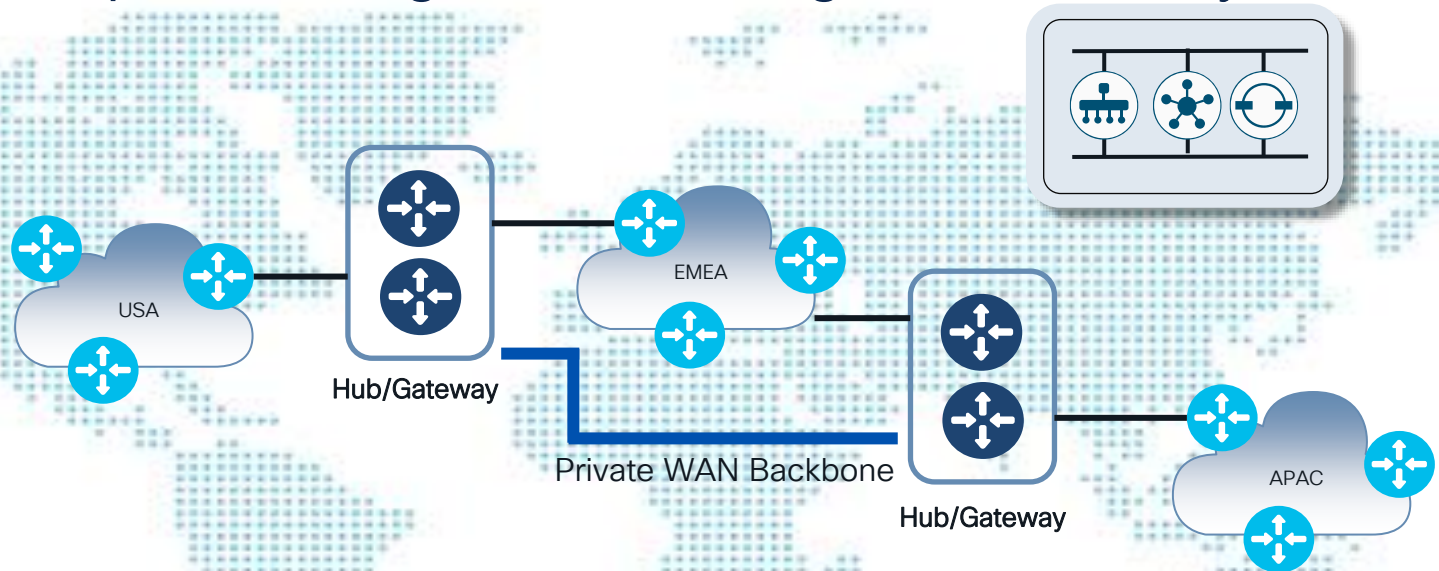 USA
EMEA
Hub/Gateway
Private WAN Backbone
APAC
Hub/Gateway